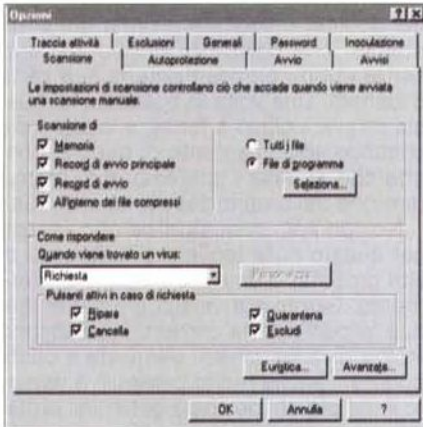 Opzioni
Traccia attività Esclusioni Generali Password Inoculazione
Scansione Autoprotezione Avvio Avvisi
Le impostazioni di scansione controllano ciò che accade quando viene avviata
una scansione manuale.
Scansione di
Memoria Tutti i file
Record di avvio principale File di programma
Record di avvio Seleziona...
All'interno dei file compressi
Come rispondere
Quando viene trovato un virus:
Richiesta
Pulsanti attivi in caso di richiesta
Ripara Quarantena
Cancella Escludi
Euristica... Avanzate...
OK Annulla ?